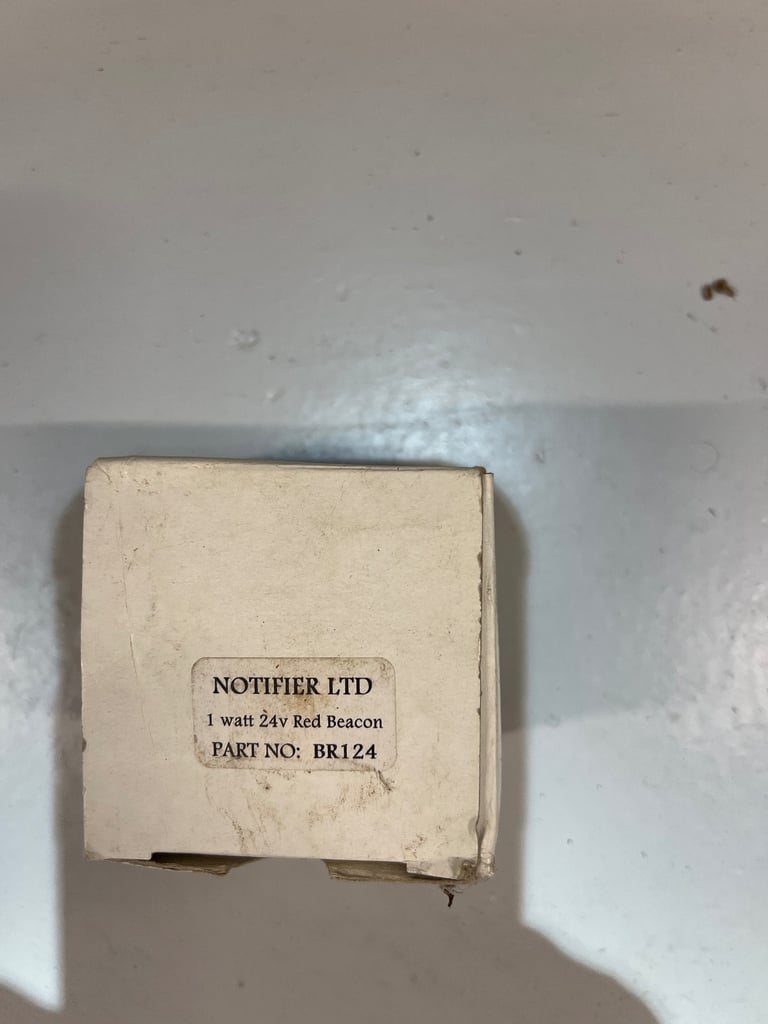 NOTIFIER LTD
1 watt 24v Red Beacon
PART NO: BR124